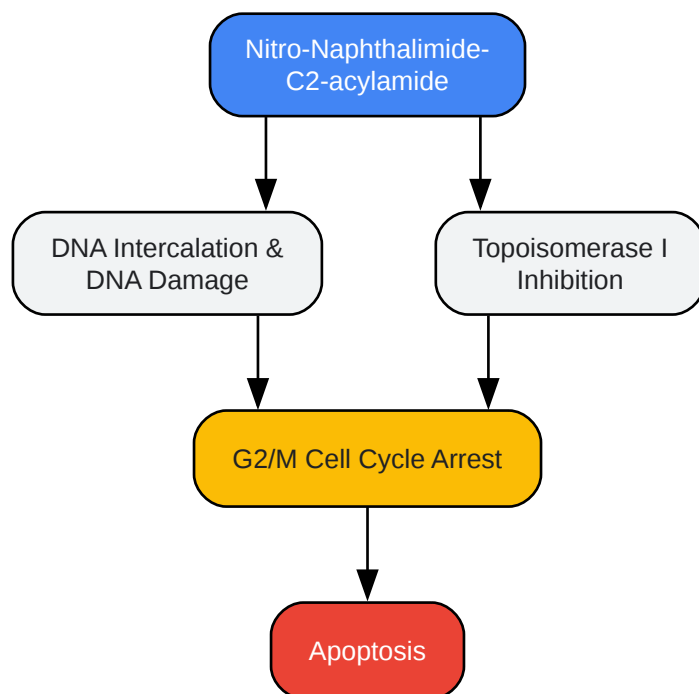 Nitro-Naphthalimide-
C2-acylamide
DNA Intercalation &
DNA Damage
Topoisomerase I
Inhibition
G2/M Cell Cycle Arrest
Apoptosis